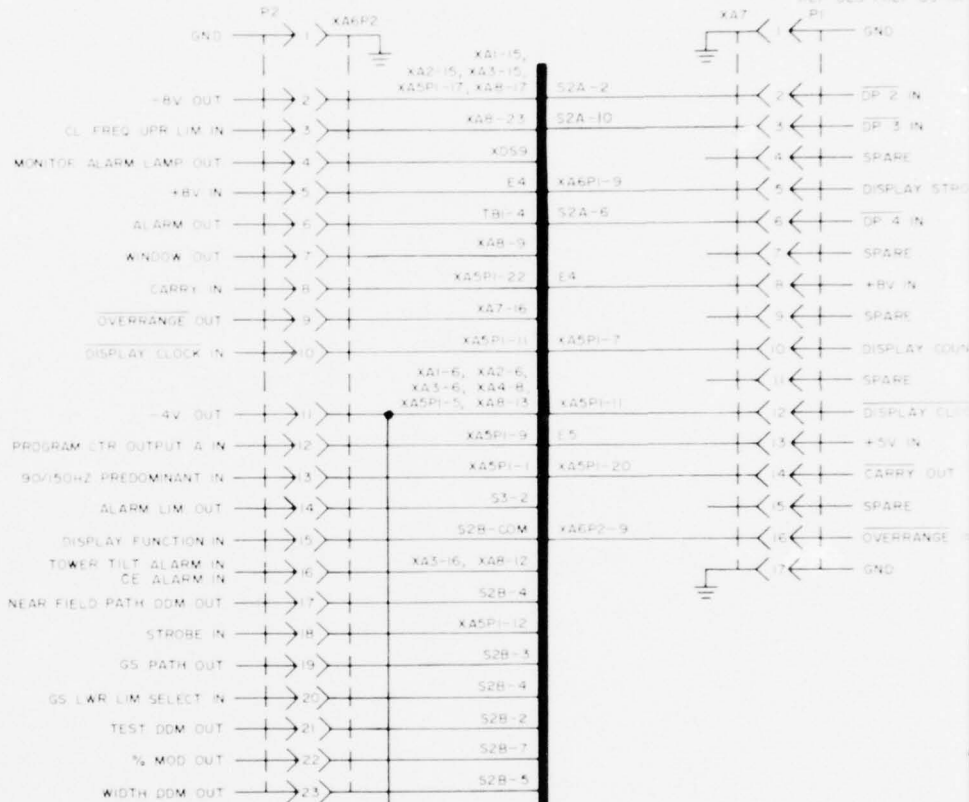 P2 XA6P2 XA7 P1
GND 1 1 GND
XA1-15,
XA2-15, XA3-15,
-8V OUT 2 XA5P1-17, XA8-17 S2A-2 2 DP 2 IN
CL FREQ UPR LIM IN 3 XA8-23 S2A-10 3 DP 3 IN
MONITOR ALARM LAMP OUT 4 XDS9 4 SPARE
+8V IN 5 E4 XA6P1-9 5 DISPLAY
ALARM OUT 6 TB1-4 S2A-6 6 DP 4 IN
WINDOW OUT 7 XA8-9 7 SPARE
CARRY IN 8 XA5P1-22 E4 8 +8V IN
OVERRANGE OUT 9 XA7-16 9 SPARE
DISPLAY CLOCK IN 10 XA5P1-11 XA5P1-7 10 DISPLAY
XA1-6, XA2-6, 11 SPARE
XA3-6, XA4-8,
-4V OUT 11 XA5P1-5, XA8-13 XA5P1-11 12 DISPLAY
PROGRAM CTR OUTPUT A IN 12 XA5P1-9 E5 13 +5V IN
90/150HZ PREDOMINANT IN 13 XA5P1-1 XA5P1-20 14 CARRY OUT
ALARM LIM OUT 14 S3-2 15 SPARE
DISPLAY FUNCTION IN 15 S2B-COM XA6P2-9 16 OVERRANGE
TOWER TILT ALARM IN
CE ALARM IN 16 XA3-16, XA8-12 17 GND
NEAR FIELD PATH DDM OUT 17 S2B-4
STROBE IN 18 XA5P1-12
GS PATH OUT 19 S2B-3
GS LWR LIM SELECT IN 20 S2B-4
TEST DDM OUT 21 S2B-2
% MOD OUT 22 S2B-7
WIDTH DDM OUT 23 S2B-5